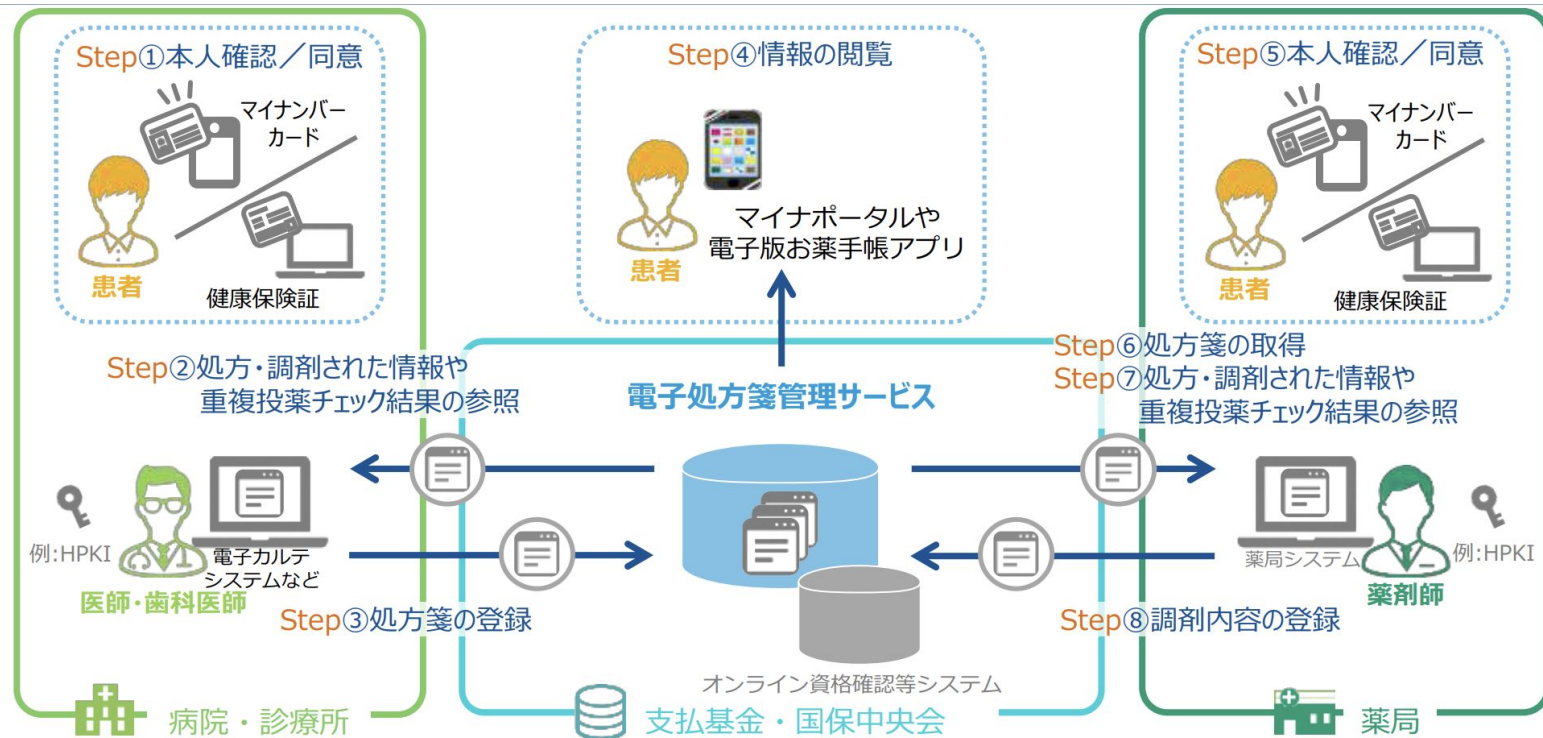 Step①本人確認／同意
マイナンバー
カード
患者
健康保険証
Step②処方・調剤された情報や
重複投薬チェック結果の参照
例:HPKI
電子カルテ
システムなど
医師・歯科医師
Step③処方箋の登録
病院・診療所
Step④情報の閲覧
マイナポータルや
電子版お薬手帳アプリ
患者
電子処方箋管理サービス
オンライン資格確認等システム
支払基金・国保中央会
Step⑤本人確認／同意
マイナンバー
カード
患者
健康保険証
Step⑥処方箋の取得
Step⑦処方・調剤された情報や
重複投薬チェック結果の参照
薬局システム
例:HPKI
薬剤師
Step⑧調剤内容の登録
薬局